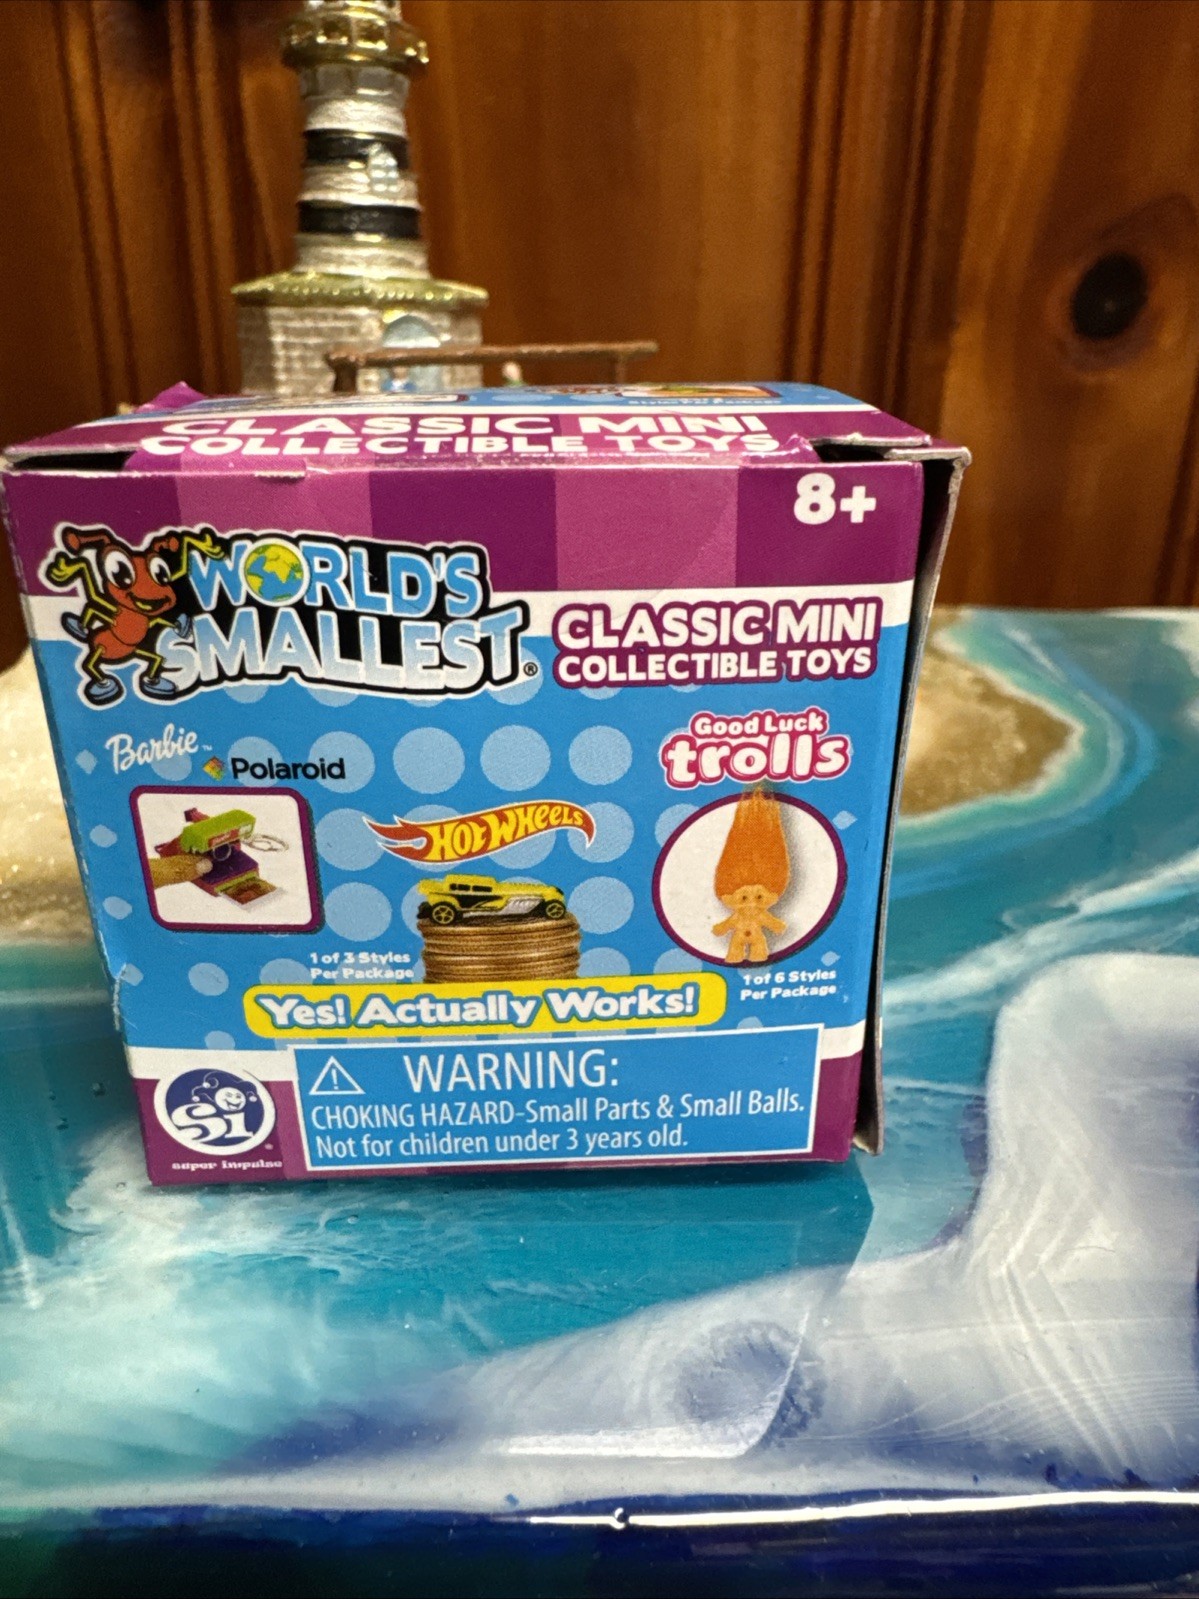 CLASSIC MINI
COLLECTIBLE TOYS
8+
WORLD'S
SMALLEST®
CLASSIC MINI
COLLECTIBLE TOYS
Barbie™
Polaroid
Good Luck
trolls
HOT WHEELS
1 of 3 Styles
Per Package
1 of 6 Styles
Per Package
Yes! Actually Works!
WARNING:
CHOKING HAZARD-Small Parts & Small Balls.
Not for children under 3 years old.
Si®
super impulse